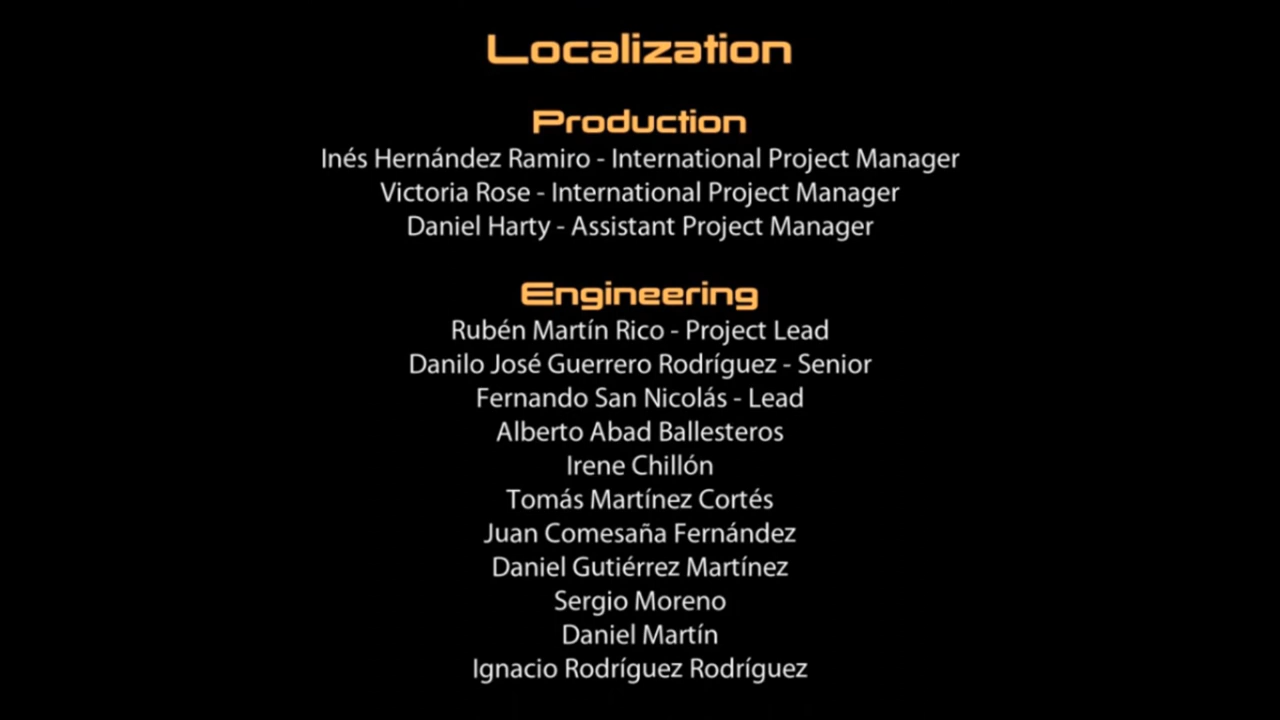 Localization
Production
Inés Hernández Ramiro - International Project Manager
Victoria Rose - International Project Manager
Daniel Harty - Assistant Project Manager
Engineering
Rubén Martín Rico - Project Lead
Danilo José Guerrero Rodríguez - Senior
Fernando San Nicolás - Lead
Alberto Abad Ballesteros
Irene Chillón
Tomás Martínez Cortés
Juan Comesaña Fernández
Daniel Gutiérrez Martínez
Sergio Moreno
Daniel Martín
Ignacio Rodríguez Rodríguez